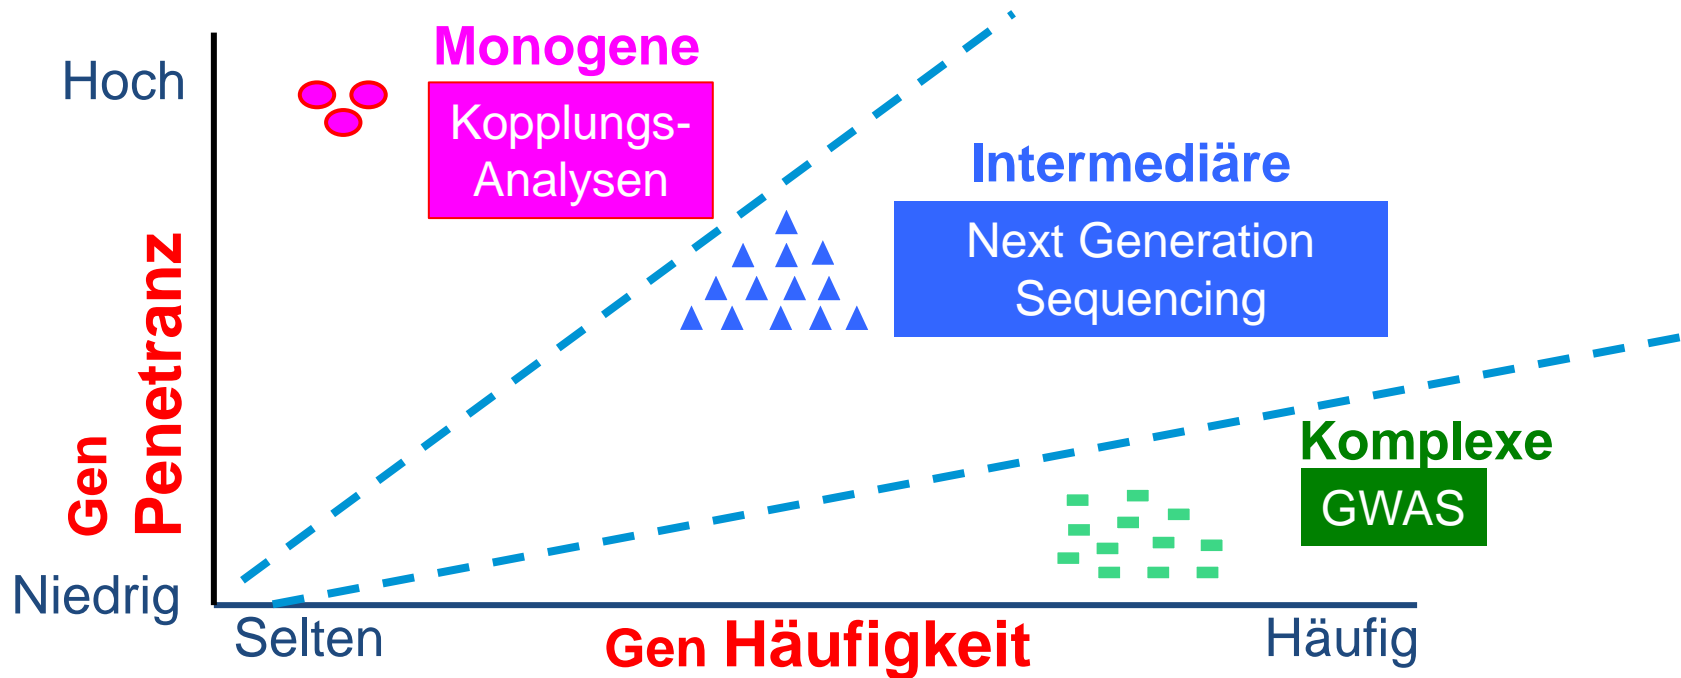 Monogene
Hoch
Kopplungs-
Analysen
Intermediäre
Next Generation
Sequencing
Gen
Penetranz
Komplexe
GWAS
Niedrig
Selten
Gen Häufigkeit
Häufig